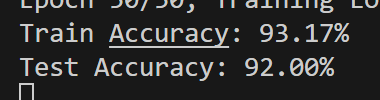 Epoch 50/50, Training Lo
Train Accuracy: 93.17%
Test Accuracy: 92.00%